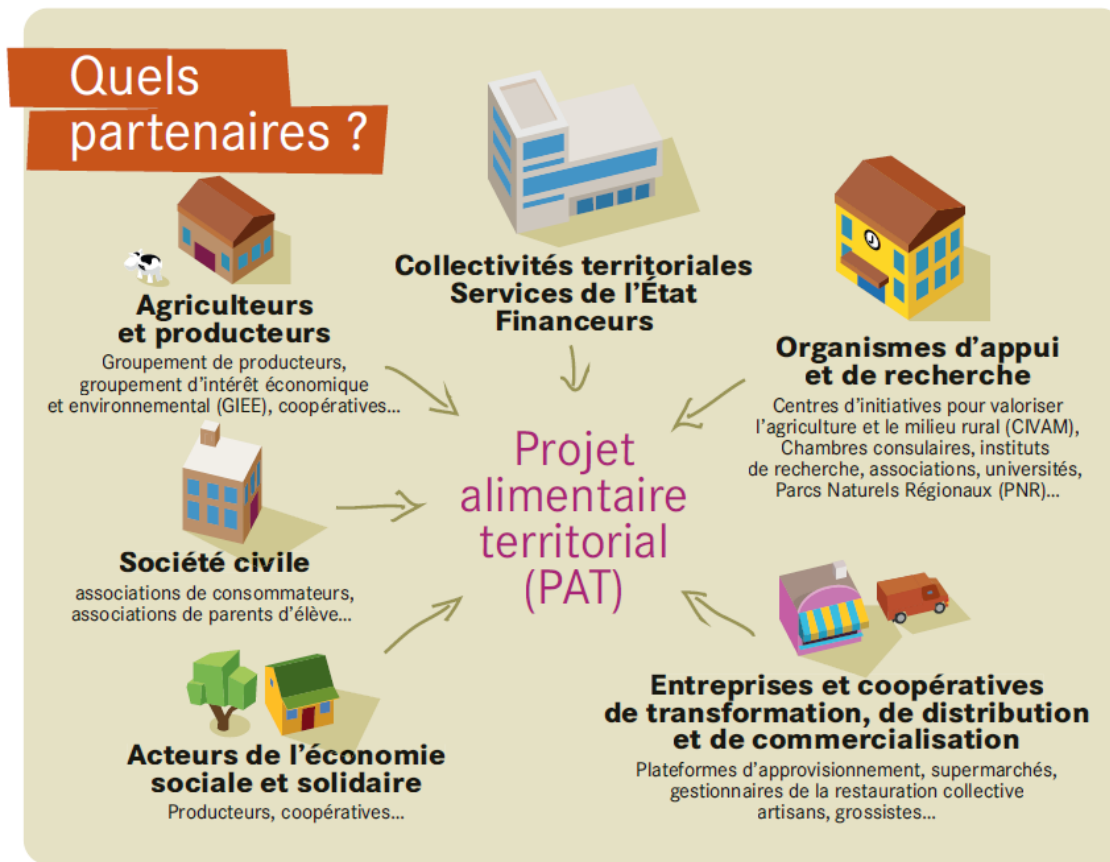 Quels
partenaires ?
Collectivités territoriales
Services de l'État
Financeurs
Agriculteurs
et producteurs
Groupement de producteurs,
groupement d'intérêt économique
et environnemental (GIEE), coopératives...
Organismes d'appui
et de recherche
Centres d'initiatives pour valoriser
l'agriculture et le milieu rural (CIVAM),
Chambres consulaires, instituts
de recherche, associations, universités,
Parcs Naturels Régionaux (PNR)...
Projet
alimentaire
territorial
(PAT)
Société civile
associations de consommateurs,
associations de parents d'élève...
Acteurs de l'économie
sociale et solidaire
Producteurs, coopératives...
Entreprises et coopératives
de transformation, de distribution
et de commercialisation
Plateformes d'approvisionnement, supermarchés,
gestionnaires de la restauration collective
artisans, grossistes...